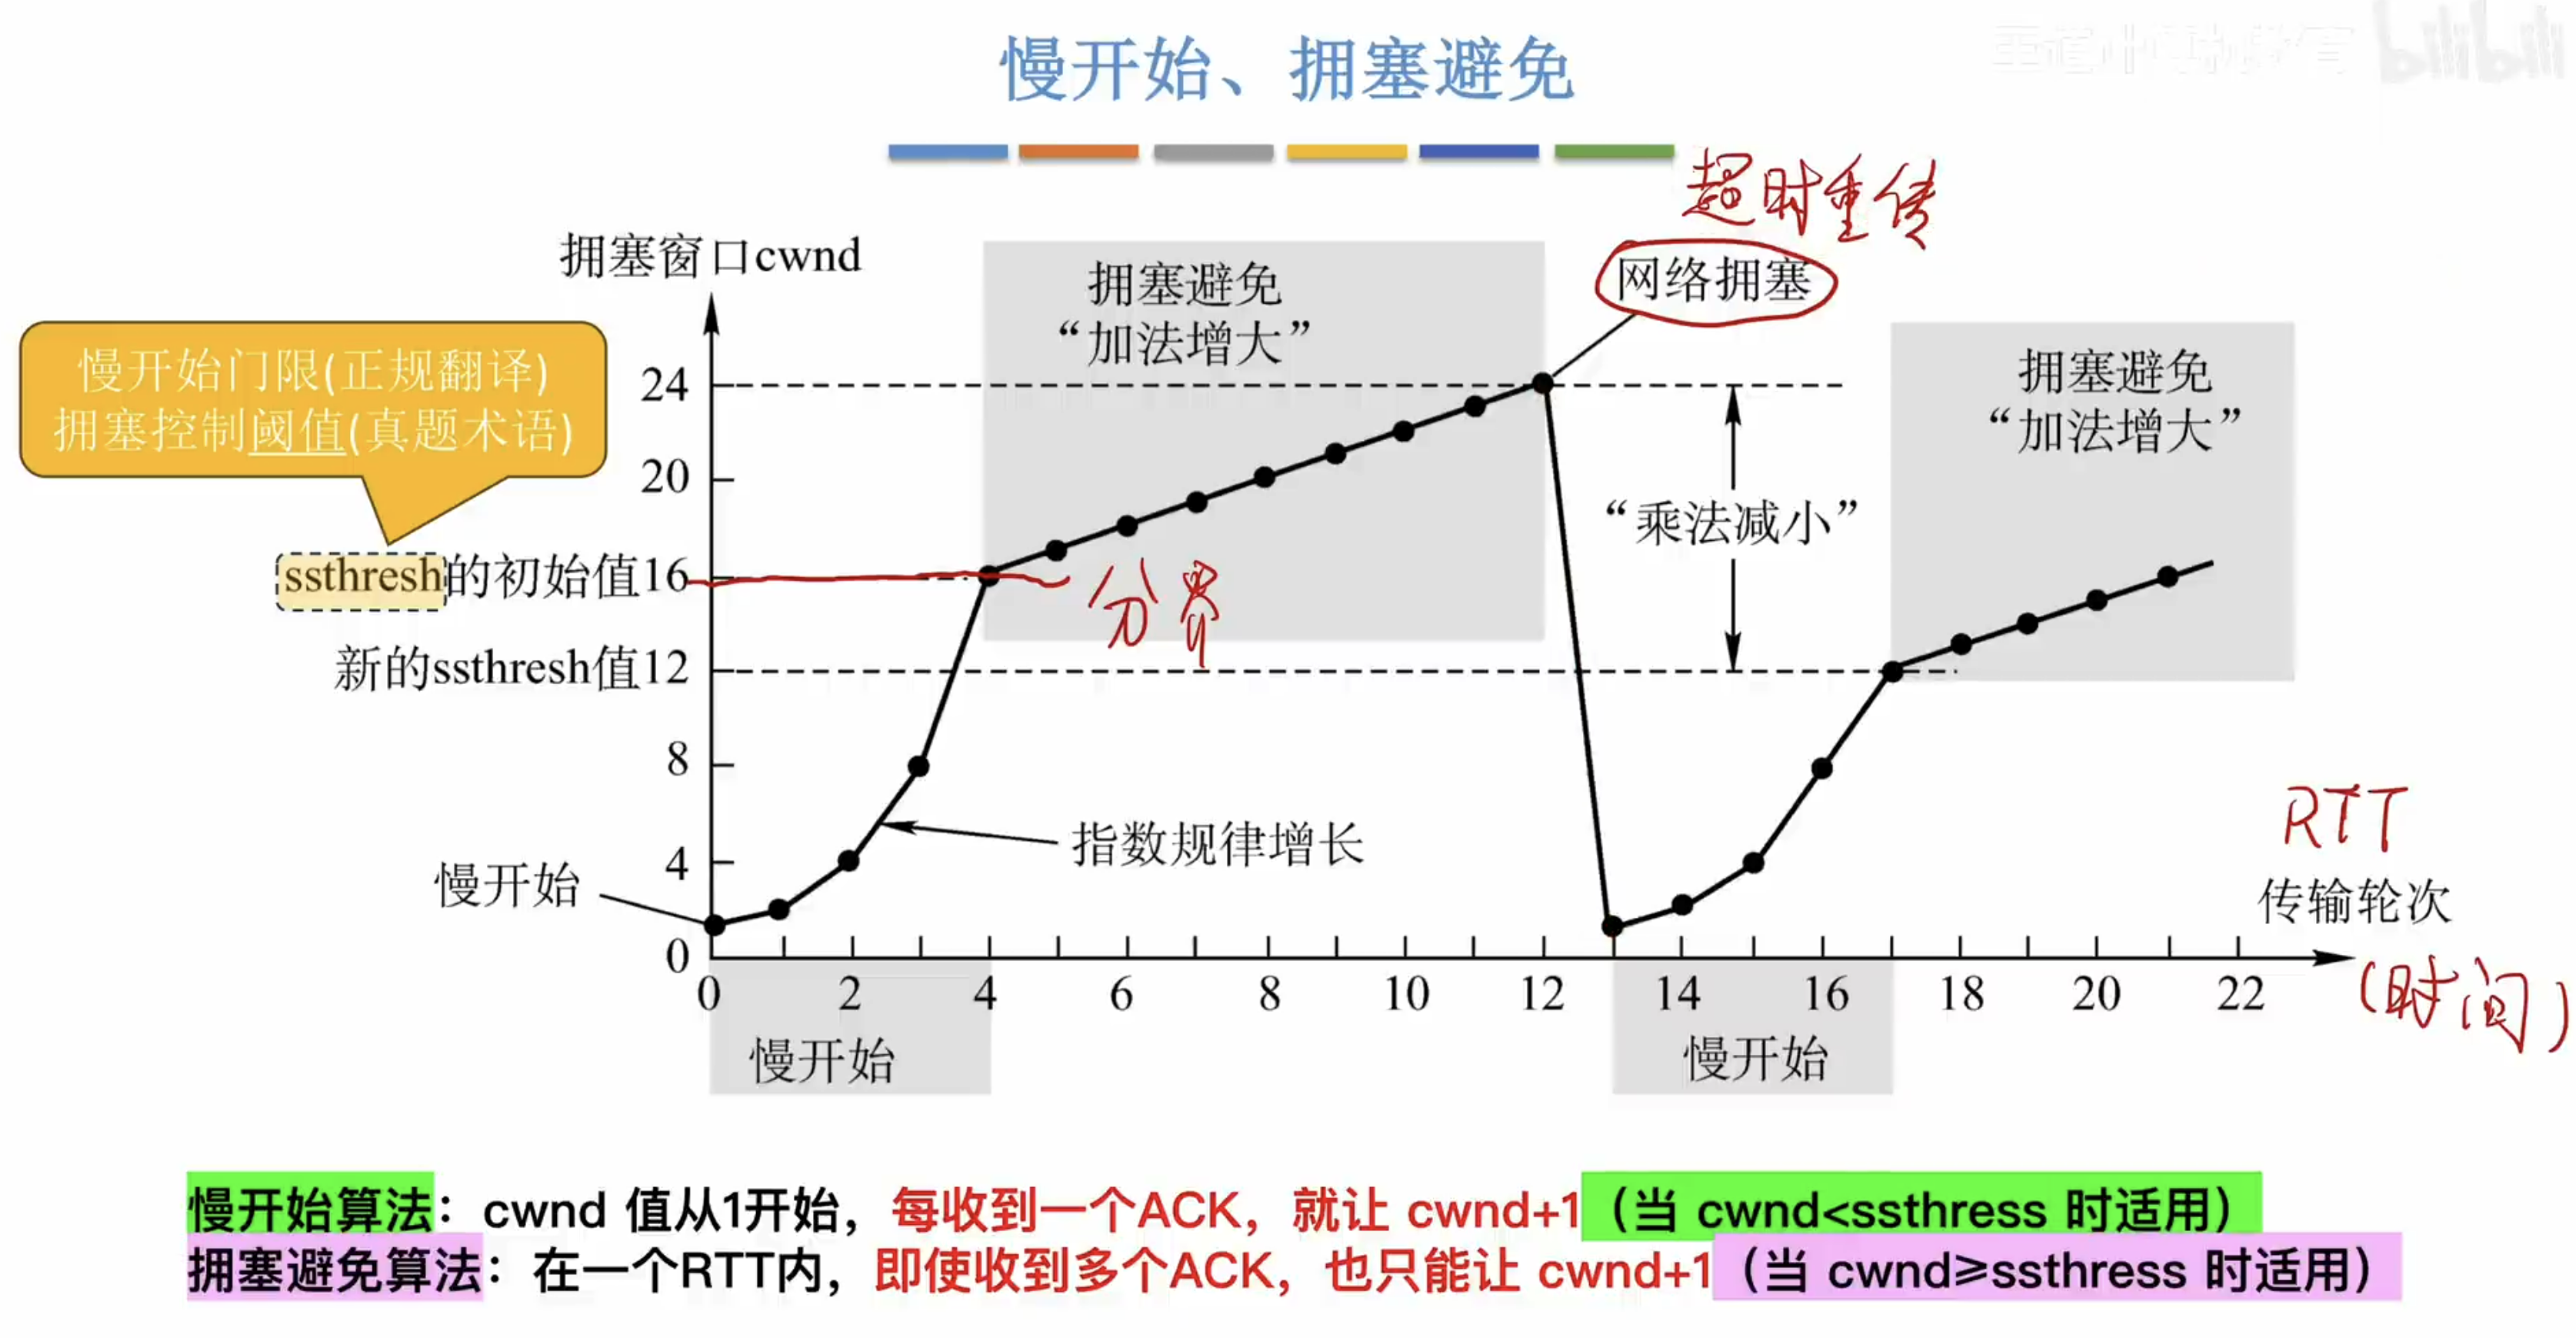 慢开始、拥塞避免
bilibili
超时重传
拥塞窗口cwnd
拥塞避免
“加法增大”
网络拥塞
慢开始门限(正规翻译)
拥塞控制阈值(真题术语)
拥塞避免
“加法增大”
24
20
“乘法减小”
ssthresh的初始值16
分界
新的ssthresh值12
8
指数规律增长
4
慢开始
RTT
传输轮次
0
0 2 4 6 8 10 12 14 16 18 20 22
(时间)
慢开始
慢开始
慢开始算法：cwnd 值从1开始，每收到一个ACK，就让 cwnd+1（当 cwnd<ssthress 时适用）
拥塞避免算法：在一个RTT内，即使收到多个ACK，也只能让 cwnd+1（当 cwnd≥ssthress 时适用）